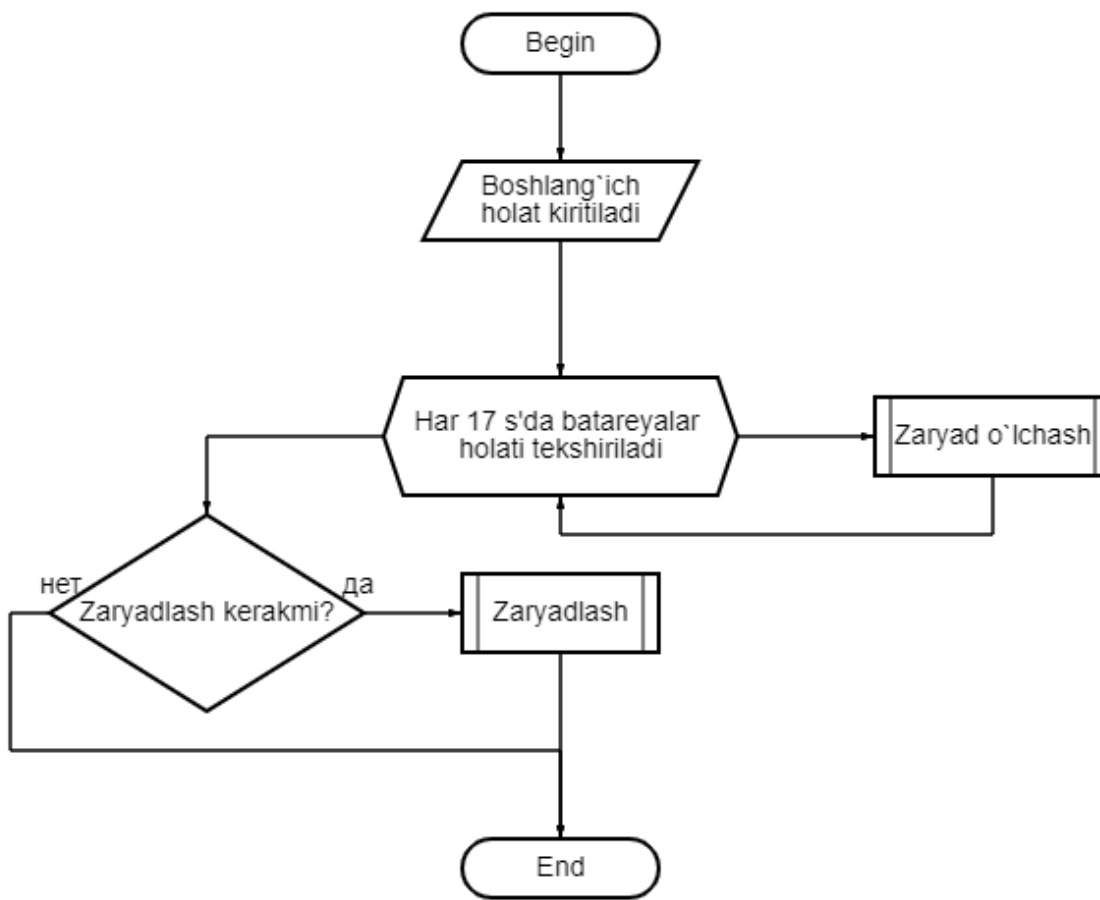 Begin
Boshlang`ich
holat kiritiladi
Har 17 s'da batareyalar
holati tekshiriladi
Zaryad o`lchash
нет
да
Zaryadlash kerakmi?
Zaryadlash
End